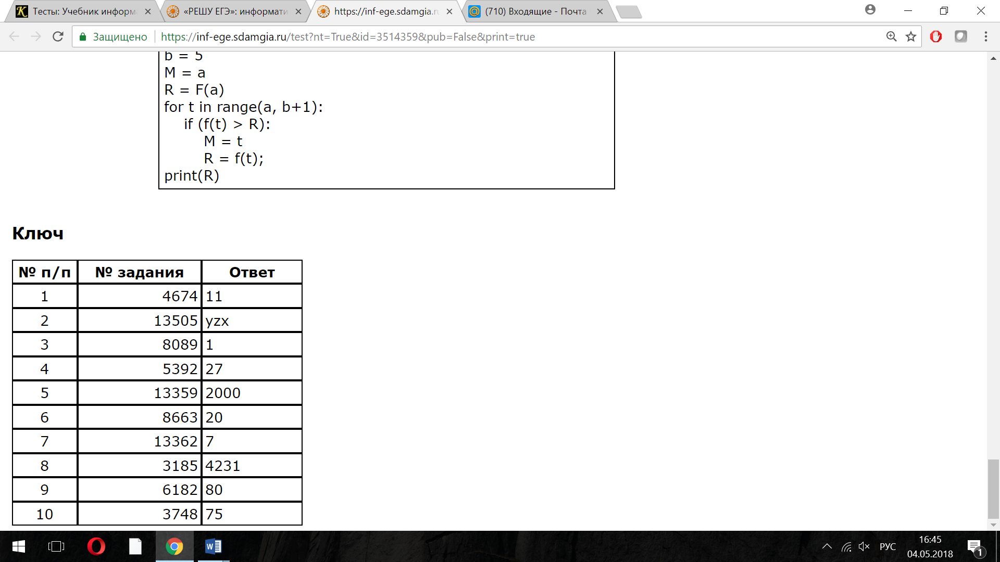 Тесты: Учебник информ
«РЕШУ ЕГЭ»: информати
https://inf-ege.sdamgia.ru
(710) Входящие - Почта
Защищено https://inf-ege.sdamgia.ru/test?nt=True&id=3514359&pub=False&print=true
b = 5
M = a
R = F(a)
for t in range(a, b+1):
if (f(t) > R):
M = t
R = f(t);
print(R)
Ключ
№ п/п № задания Ответ
1 4674 11
2 13505 yzx
3 8089 1
4 5392 27
5 13359 2000
6 8663 20
7 13362 7
8 3185 4231
9 6182 80
10 3748 75
РУС
16:45
04.05.2018
1